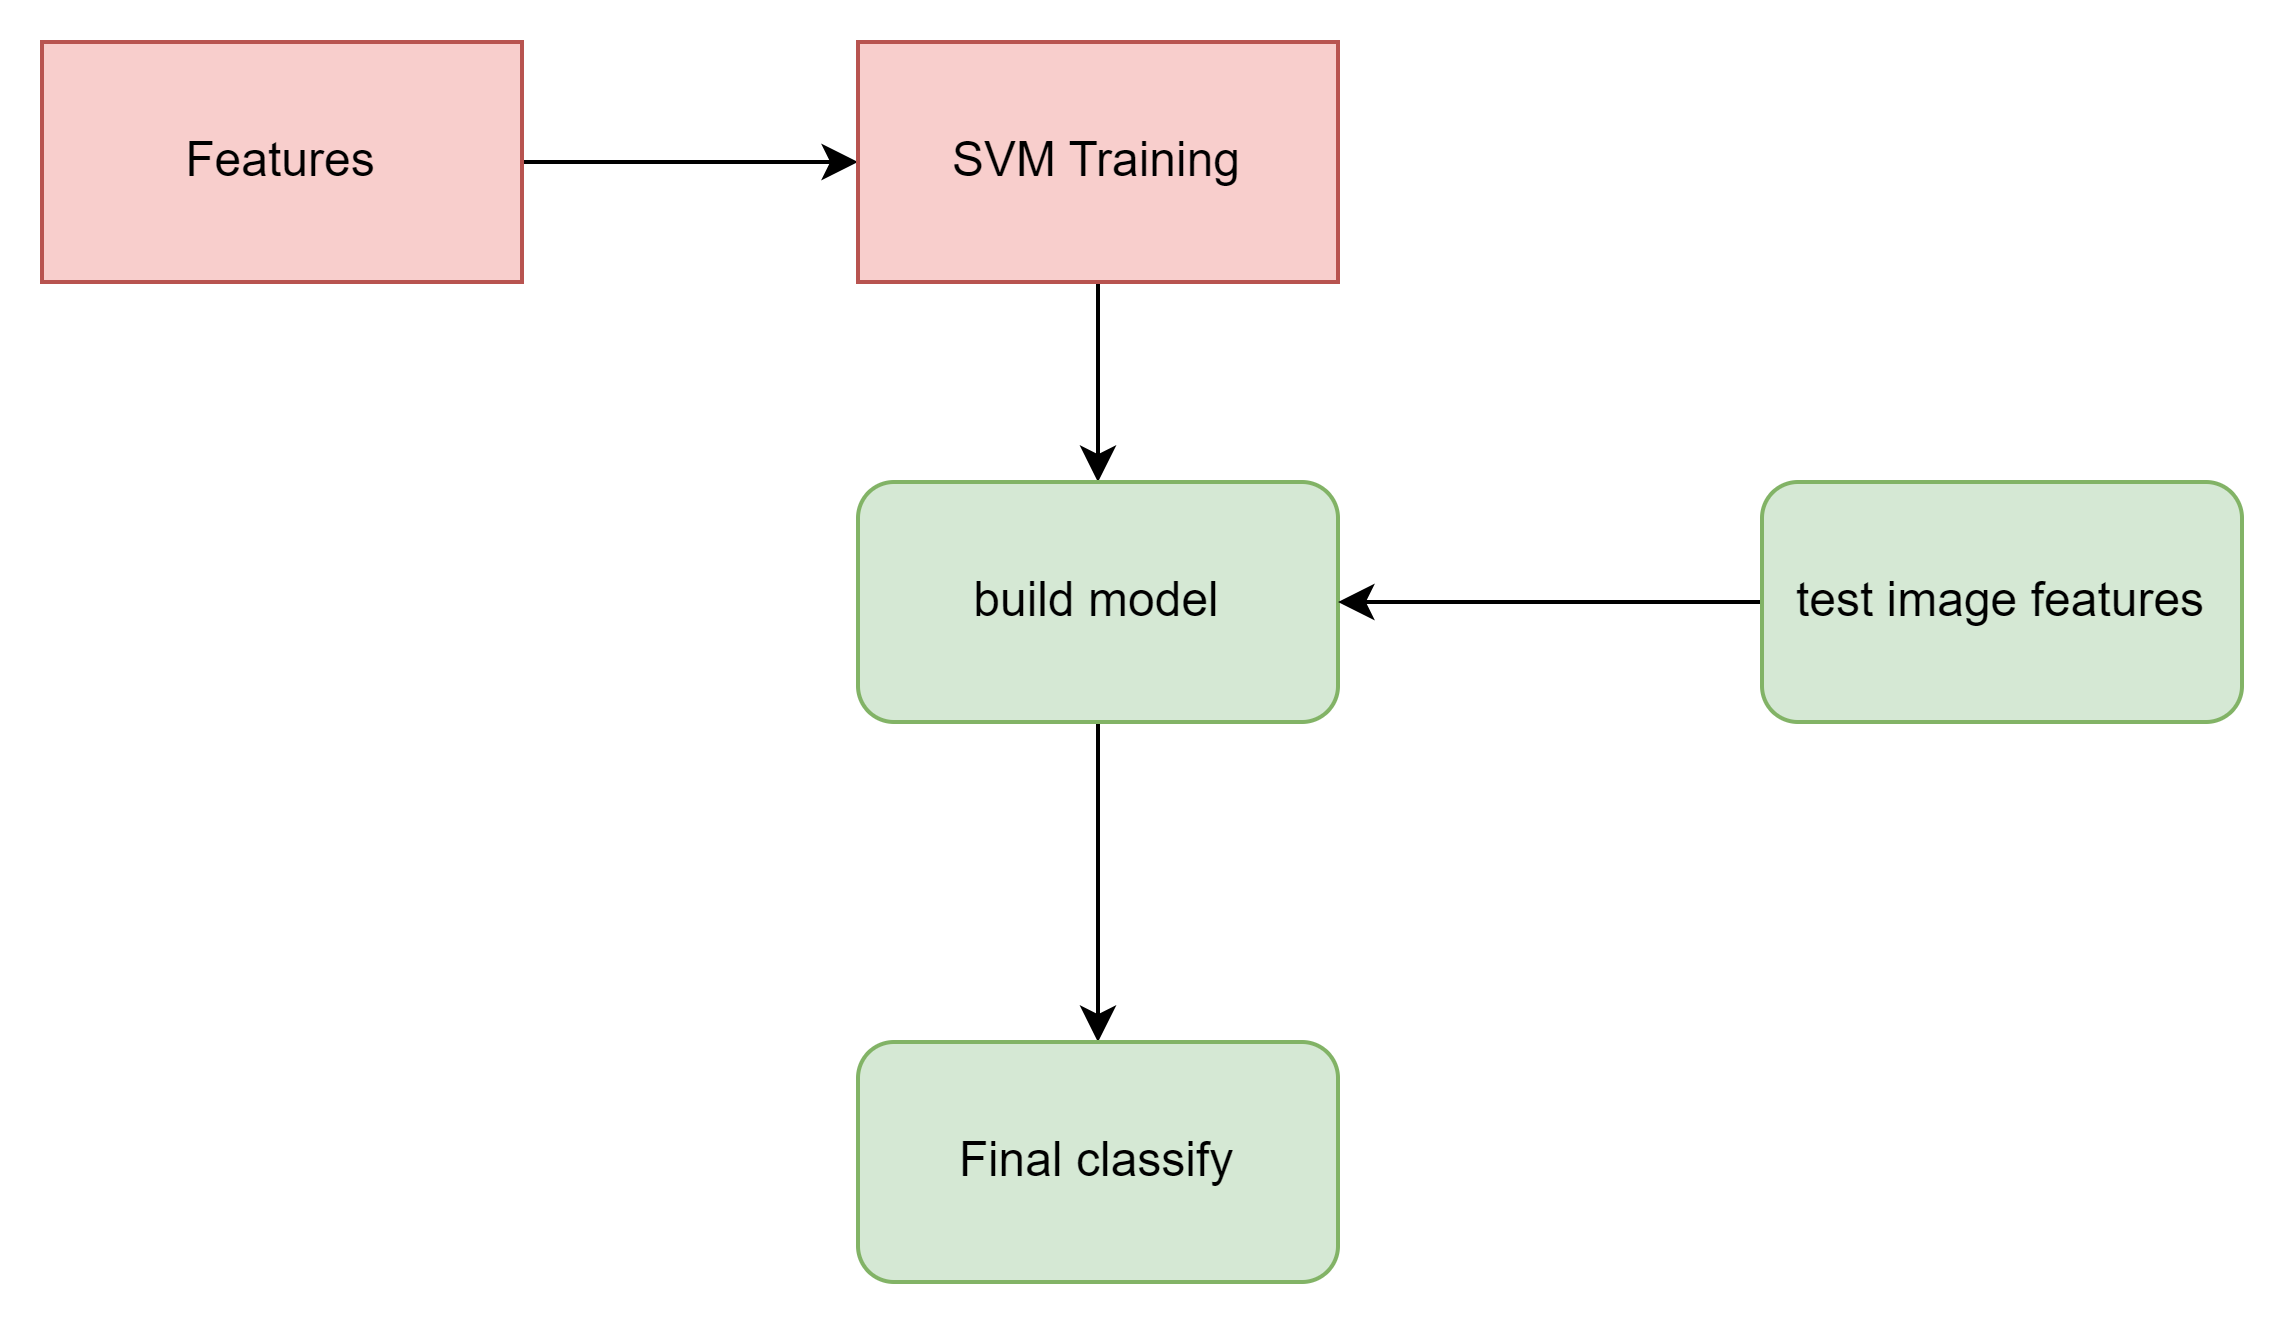 Features
SVM Training
build model
test image features
Final classify